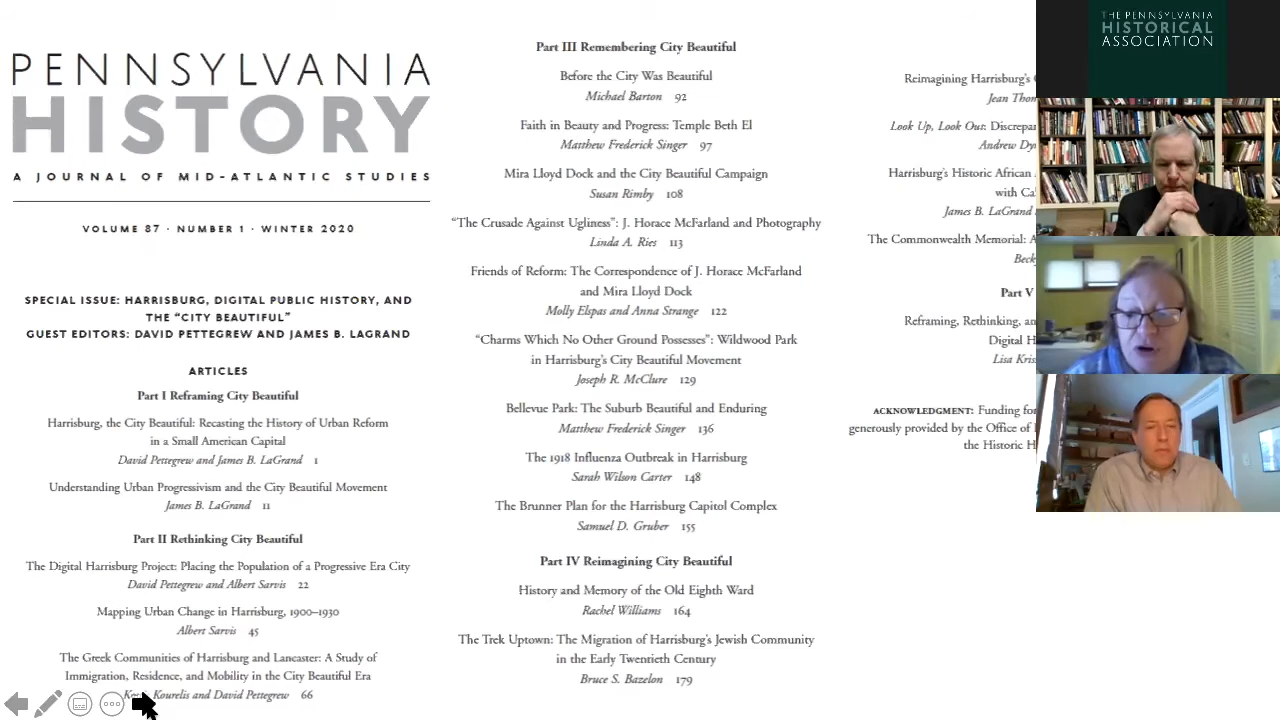 PENNSYLVANIA
HISTORY
A JOURNAL OF MID-ATLANTIC STUDIES
VOLUME 87 · NUMBER 1 · WINTER 2020
SPECIAL ISSUE: HARRISBURG, DIGITAL PUBLIC HISTORY, AND
THE “CITY BEAUTIFUL”
GUEST EDITORS: DAVID PETTEGREW AND JAMES B. LAGRAND
ARTICLES
Part I Reframing City Beautiful
Harrisburg, the City Beautiful: Recasting the History of Urban Reform
in a Small American Capital
David Pettegrew and James B. LaGrand 1
Understanding Urban Progressivism and the City Beautiful Movement
James B. LaGrand 11
Part II Rethinking City Beautiful
The Digital Harrisburg Project: Placing the Population of a Progressive Era City
David Pettegrew and Albert Sarvis 22
Mapping Urban Change in Harrisburg, 1900–1930
Albert Sarvis 45
The Greek Communities of Harrisburg and Lancaster: A Study of
Immigration, Residence, and Mobility in the City Beautiful Era
Kourelis and David Pettegrew 66
Part III Remembering City Beautiful
Before the City Was Beautiful
Michael Barton 92
Faith in Beauty and Progress: Temple Beth El
Matthew Frederick Singer 97
Mira Lloyd Dock and the City Beautiful Campaign
Susan Rimby 108
“The Crusade Against Ugliness”: J. Horace McFarland and Photography
Linda A. Ries 113
Friends of Reform: The Correspondence of J. Horace McFarland
and Mira Lloyd Dock
Molly Elspas and Anna Strange 122
“Charms Which No Other Ground Possesses”: Wildwood Park
in Harrisburg’s City Beautiful Movement
Joseph R. McClure 129
Bellevue Park: The Suburb Beautiful and Enduring
Matthew Frederick Singer 136
The 1918 Influenza Outbreak in Harrisburg
Sarah Wilson Carter 148
The Brunner Plan for the Harrisburg Capitol Complex
Samuel D. Gruber 155
Part IV Reimagining City Beautiful
History and Memory of the Old Eighth Ward
Rachel Williams 164
The Trek Uptown: The Migration of Harrisburg’s Jewish Community
in the Early Twentieth Century
Bruce S. Bazelon 179
Reimagining Harrisburg’s
Jean
Look Up, Look Out:
Andrew
Harrisburg’s Historic African
with
James B. LaGrand
The Commonwealth Memorial:
Part V
Reframing, Rethinking,
Digital
Lisa
ACKNOWLEDGMENT: Funding for
generously provided by the Office of
the Historic
THE PENNSYLVANIA
HISTORICAL
ASSOCIATION